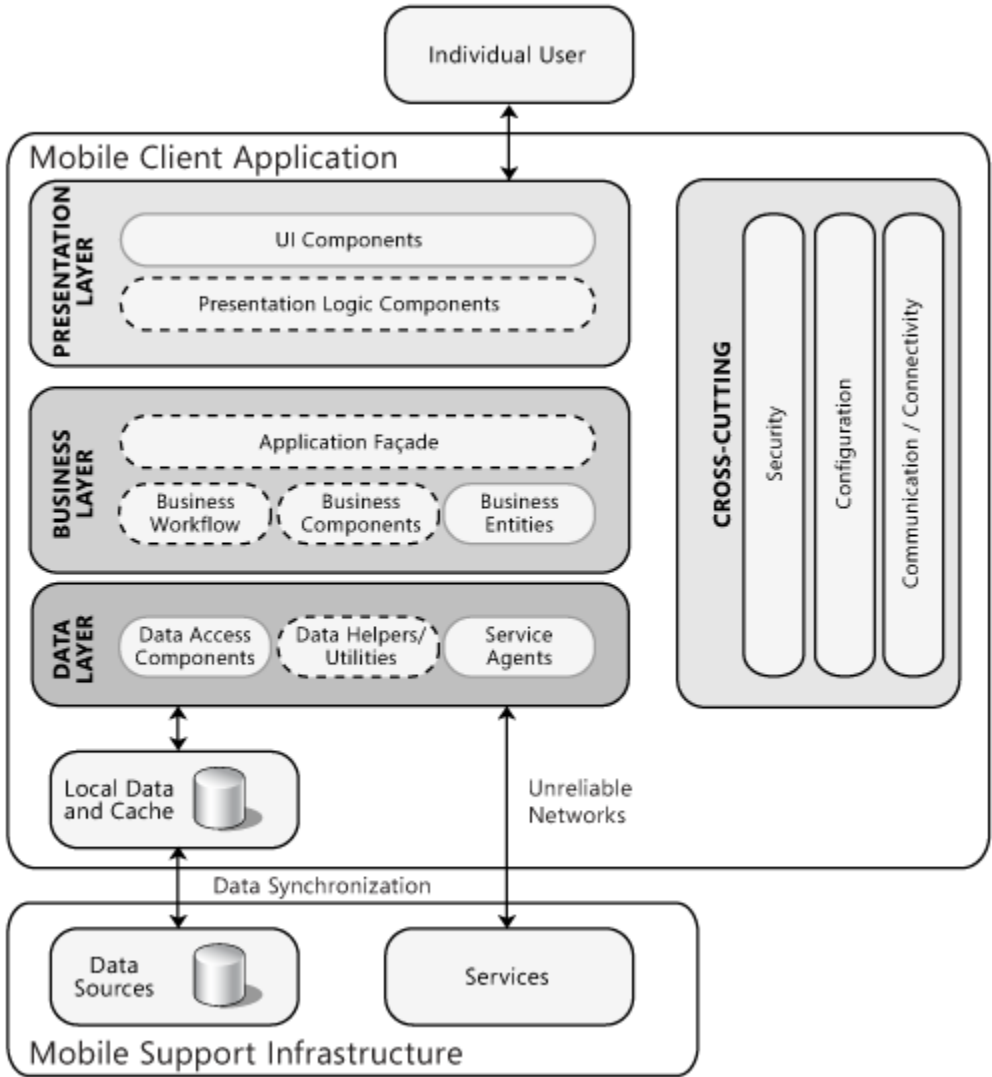 Individual User
Mobile Client Application
PRESENTATION
LAYER
UI Components
Presentation Logic Components
BUSINESS
LAYER
Application Façade
Business
Workflow
Business
Components
Business
Entities
DATA
LAYER
Data Access
Components
Data Helpers/
Utilities
Service
Agents
CROSS-CUTTING
Security
Configuration
Communication / Connectivity
Local Data
and Cache
Unreliable
Networks
Data Synchronization
Data
Sources
Services
Mobile Support Infrastructure